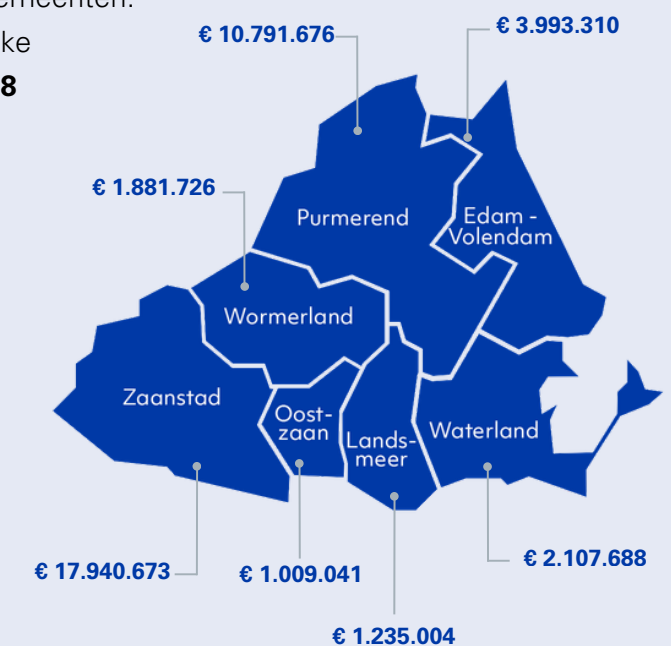 € 10.791.676
€ 3.993.310
8
€ 1.881.726
Purmerend
Edam -
Volendam
Wormerland
Zaanstad
Oost-
zaan
Lands-
meer
Waterland
€ 17.940.673
€ 1.009.041
€ 2.107.688
€ 1.235.004